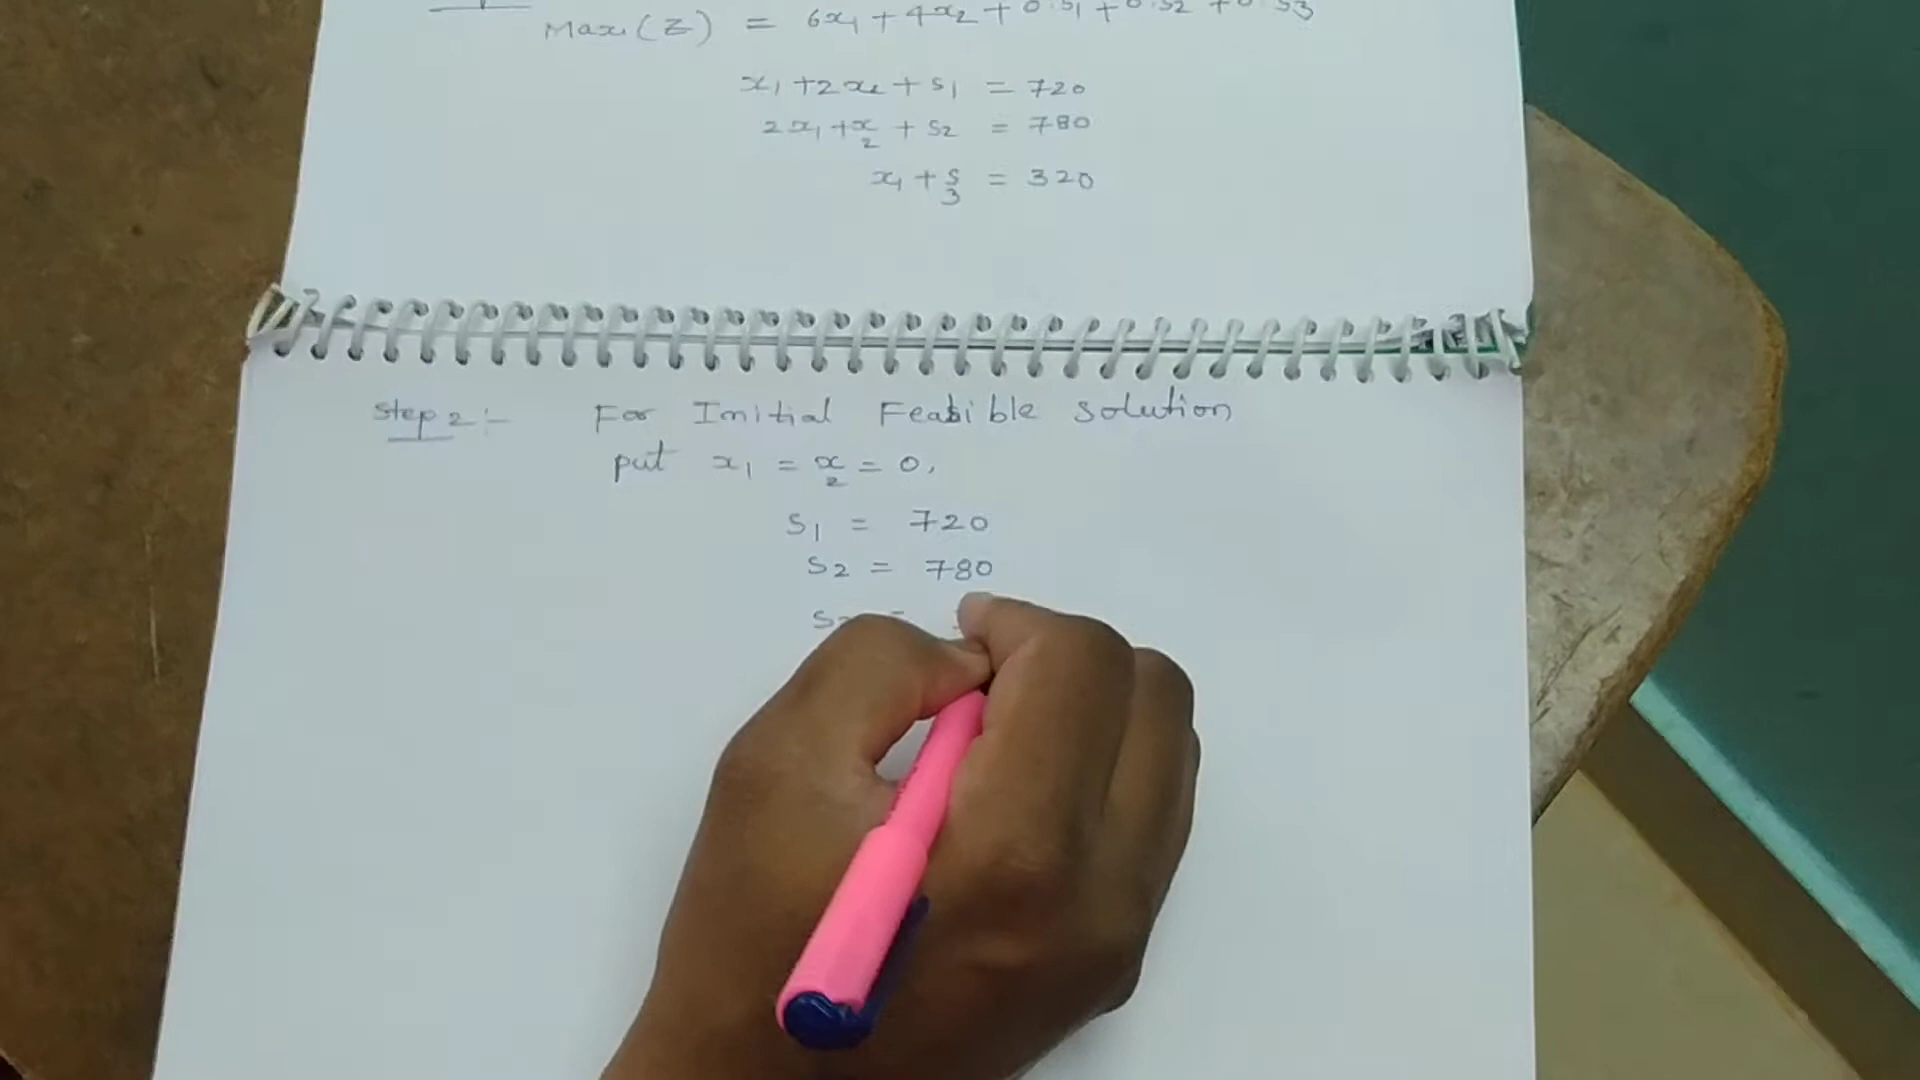 Max(Z) = 6x1 + 4x2 + 0.S1 + 0.S2 + 0.S3
x1 + 2x2 + S1 = 720
2x1 + x2 + S2 = 780
x1 + S3 = 320
Step 2:- For Initial Feasible Solution
put x1 = x2 = 0,
S1 = 720
S2 = 780